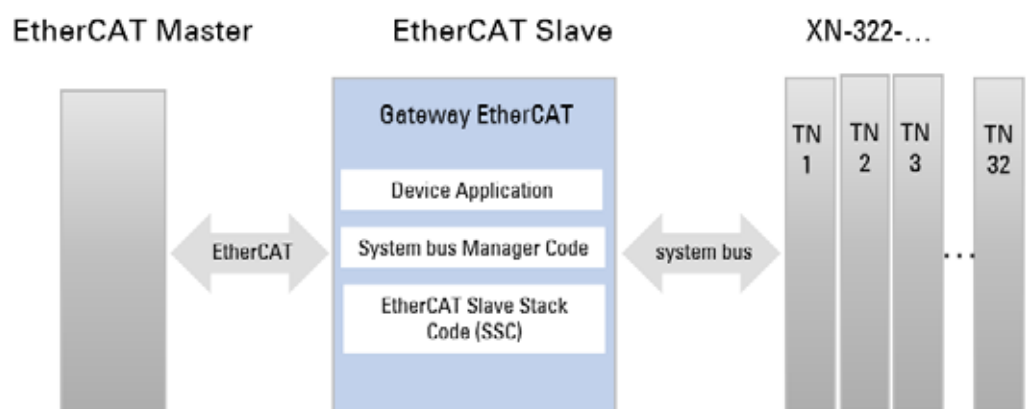 EtherCAT Master
EtherCAT Slave
XN-322-...
Gateway EtherCAT
Device Application
System bus Manager Code
EtherCAT Slave Stack
Code (SSC)
EtherCAT
system bus
TN
1
TN
2
TN
3
...
TN
32